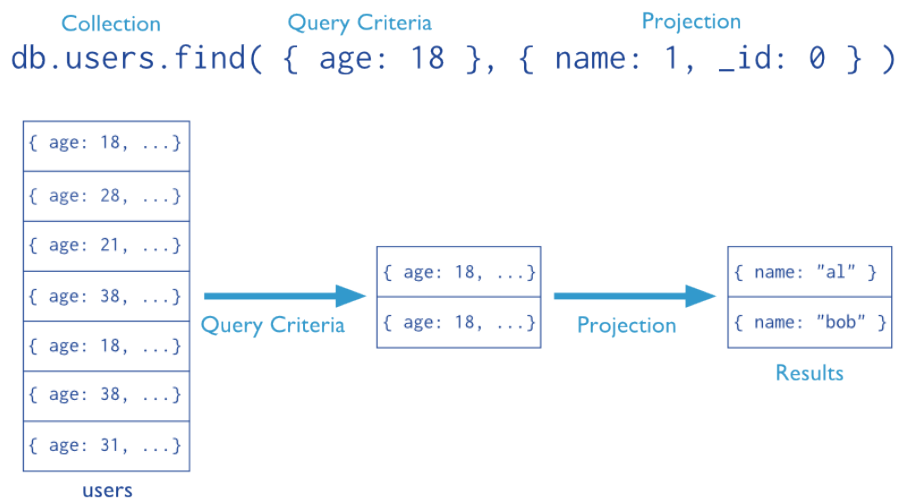 Collection Query Criteria Projection
db.users.find( { age: 18 }, { name: 1, _id: 0 } )
{ age: 18, ...}
{ age: 28, ...}
{ age: 21, ...}
{ age: 38, ...}
{ age: 18, ...}
{ age: 38, ...}
{ age: 31, ...}
users
Query Criteria
{ age: 18, ...}
{ age: 18, ...}
Projection
{ name: "al" }
{ name: "bob" }
Results